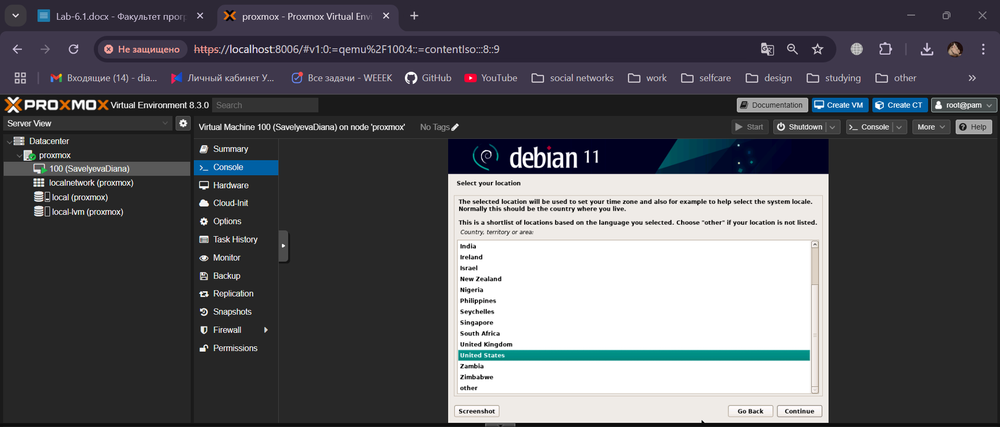 Lab-6.1.docx - Факультет прог
proxmox - Proxmox Virtual Envi
Не защищено
https://localhost:8006/#v1:0:=qemu%2F100:4::=contentIso:::8::9
Входящие (14) - dia...
Личный кабинет У...
Все задачи - WEEEK
GitHub
YouTube
social networks
work
selfcare
design
studying
other
PROXMOX Virtual Environment 8.3.0
Search
Documentation
Create VM
Create CT
root@pam
Server View
Virtual Machine 100 (SavelyevaDiana) on node 'proxmox'
No Tags
Start
Shutdown
Console
More
Help
Datacenter
proxmox
100 (SavelyevaDiana)
localnetwork (proxmox)
local (proxmox)
local-lvm (proxmox)
Summary
Console
Hardware
Cloud-Init
Options
Task History
Monitor
Backup
Replication
Snapshots
Firewall
Permissions
debian 11
Select your location
The selected location will be used to set your time zone and also for example to help select the system locale.
Normally this should be the country where you live.
This is a shortlist of locations based on the language you selected. Choose "other" if your location is not listed.
Country, territory or area:
India
Ireland
Israel
New Zealand
Nigeria
Philippines
Seychelles
Singapore
South Africa
United Kingdom
United States
Zambia
Zimbabwe
other
Screenshot
Go Back
Continue